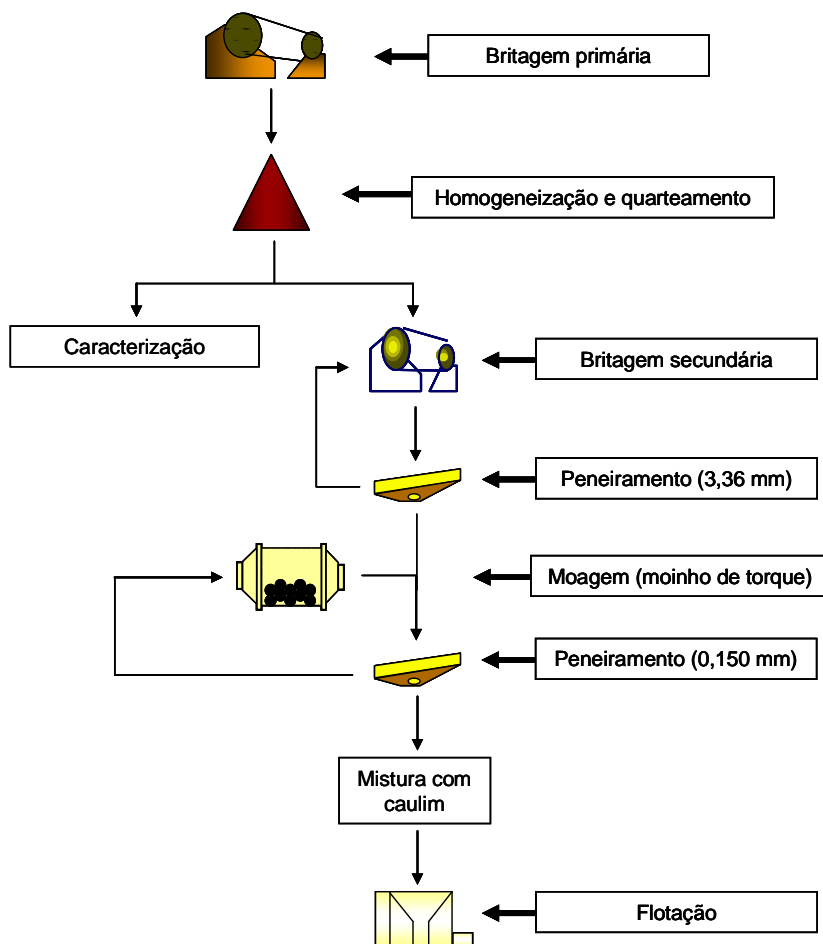 Britagem primária
Homogeneização e quarteamento
Caracterização
Britagem secundária
Peneiramento (3,36 mm)
Moagem (moinho de torque)
Peneiramento (0,150 mm)
Mistura com
caulim
Flotação